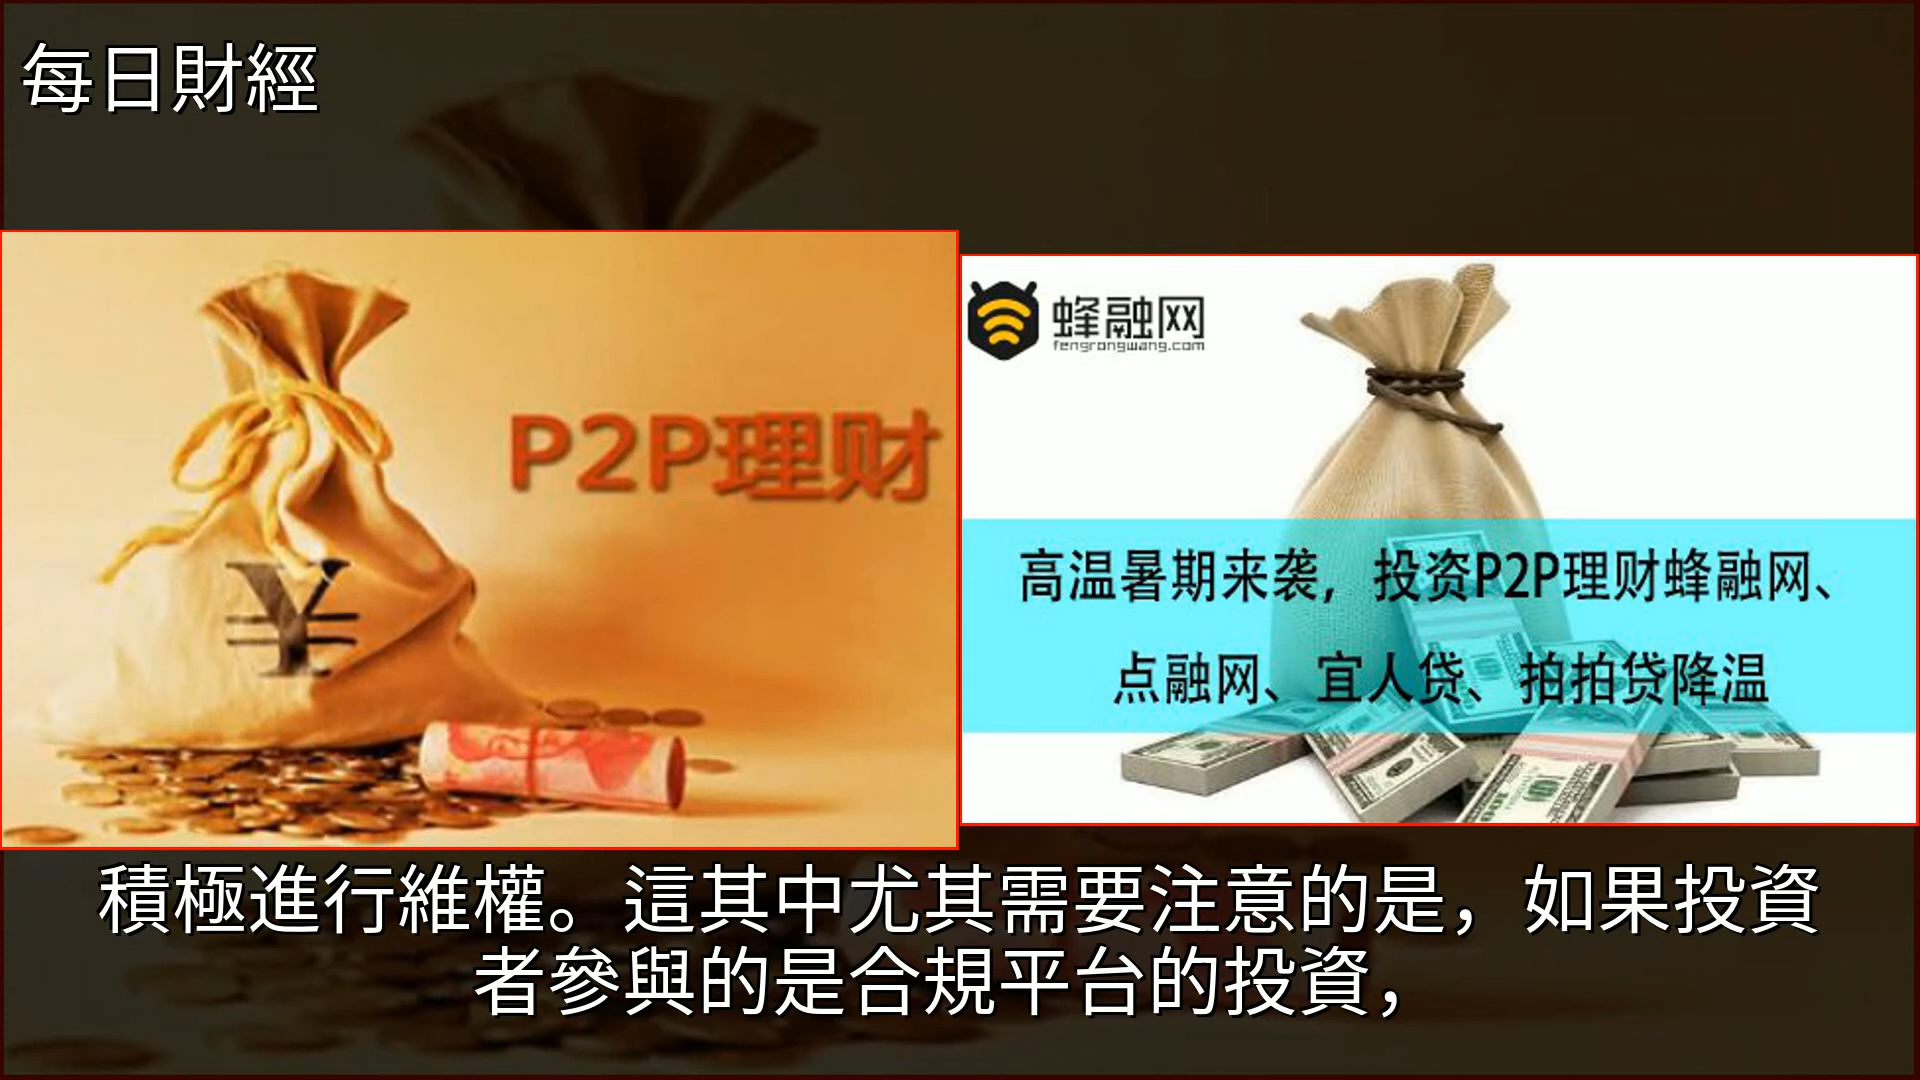 每日財經
P2P理财
¥
蜂融网
fengrongwang.com
高温暑期来袭，投资P2P理财蜂融网、
点融网、宜人贷、拍拍贷降温
積極進行維權。這其中尤其需要注意的是，如果投資
者參與的是合規平台的投資，